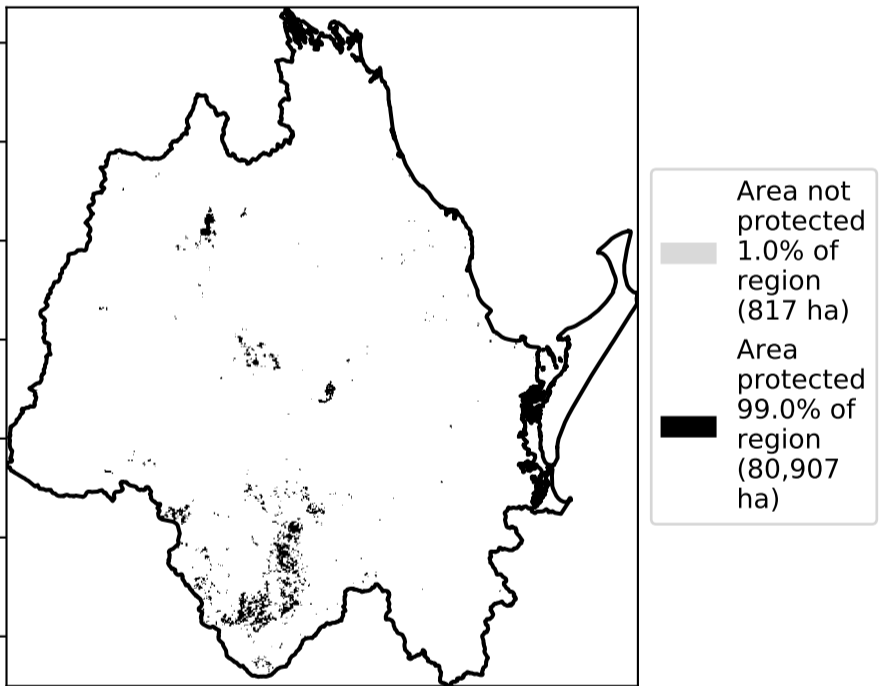 Area not
protected
1.0% of
region
(817 ha)
Area
protected
99.0% of
region
(80,907
ha)